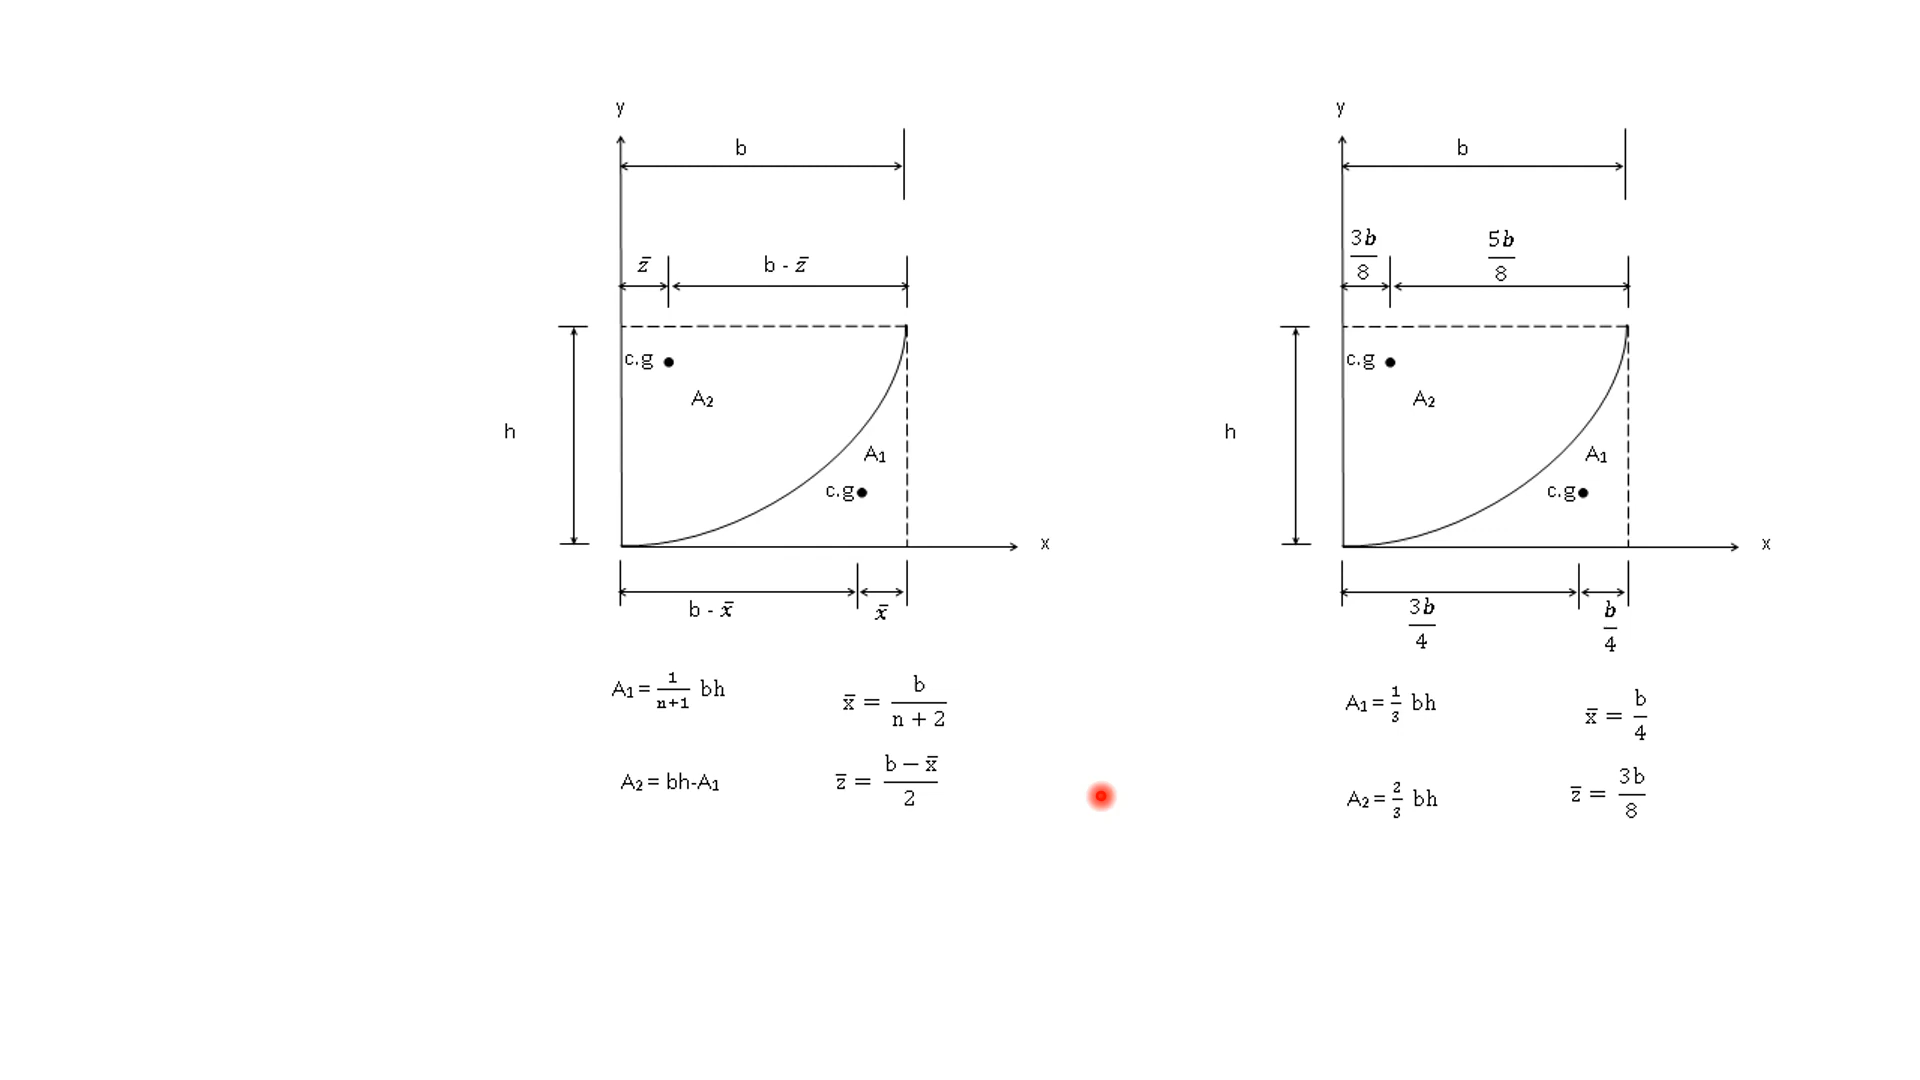 y
b
z̄
b - z̄
c.g
A₂
h
A₁
c.g
x
b - x̄
x̄
A₁ = 1/(n+1) bh
x̄ = b/(n + 2)
A₂ = bh-A₁
z̄ = (b − x̄)/2
y
b
3b/8
5b/8
c.g
A₂
h
A₁
c.g
x
3b/4
b/4
A₁ = 1/3 bh
x̄ = b/4
A₂ = 2/3 bh
z̄ = 3b/8